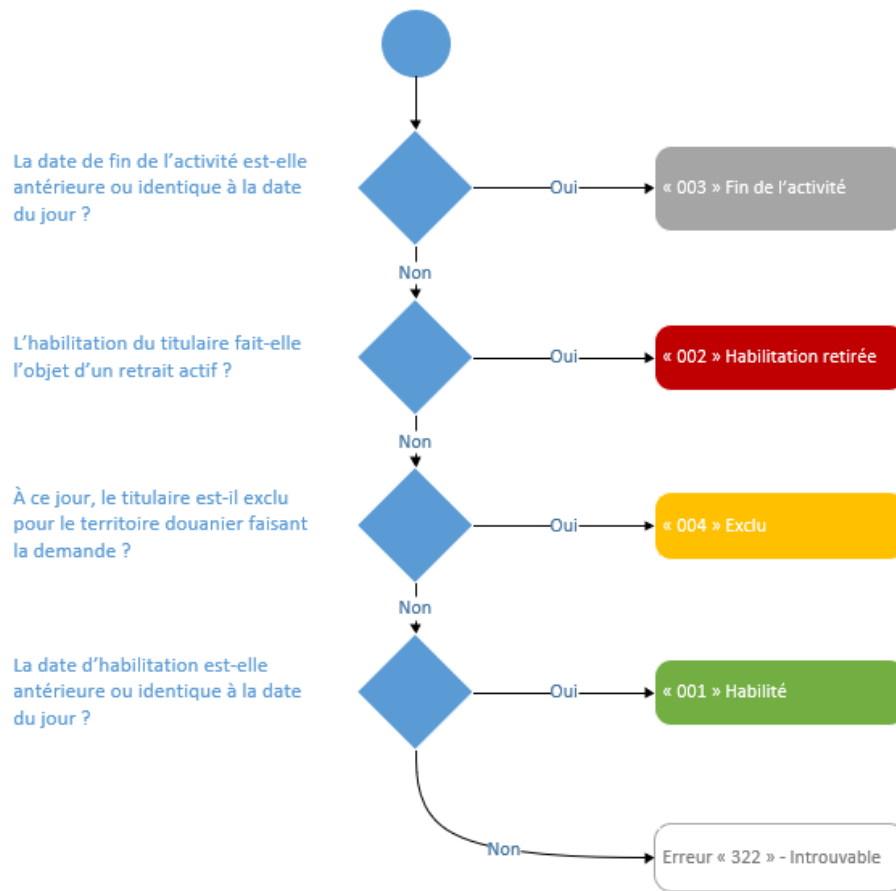 La date de fin de l'activité est-elle
antérieure ou identique à la date
du jour ?
Oui
« 003 » Fin de l'activité
Non
L'habilitation du titulaire fait-elle
l'objet d'un retrait actif ?
Oui
« 002 » Habilitation retirée
Non
À ce jour, le titulaire est-il exclu
pour le territoire douanier faisant
la demande ?
Oui
« 004 » Exclu
Non
La date d'habilitation est-elle
antérieure ou identique à la date
du jour ?
Oui
« 001 » Habilité
Non
Erreur « 322 » - Introuvable